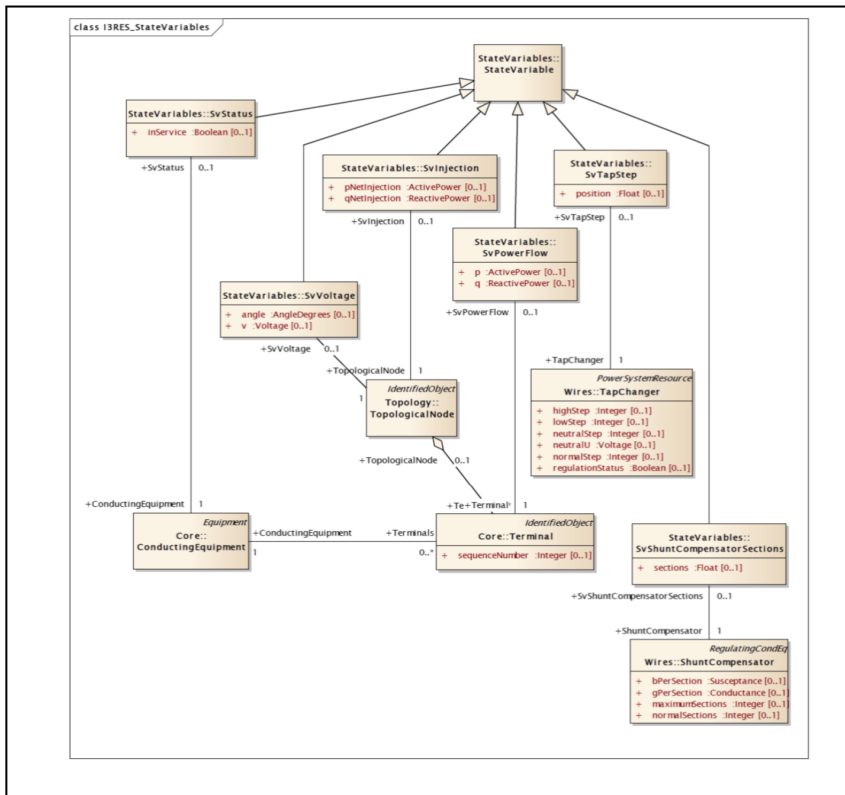 class I3RES_StateVariables
StateVariables::
StateVariable
StateVariables::SvStatus
+ inService :Boolean [0..1]
+SvStatus 0..1
StateVariables::SvInjection
+ pNetInjection :ActivePower [0..1]
+ qNetInjection :ReactivePower [0..1]
+SvInjection 0..1
StateVariables::
SvTapStep
+ position :Float [0..1]
+SvTapStep 0..1
StateVariables::
SvPowerFlow
+ p :ActivePower [0..1]
+ q :ReactivePower [0..1]
+SvPowerFlow 0..1
StateVariables::SvVoltage
+ angle :AngleDegrees [0..1]
+ v :Voltage [0..1]
+SvVoltage 0..1
+TopologicalNode 1
1
IdentifiedObject
Topology::
TopologicalNode
+TopologicalNode 0..1
+TapChanger 1
PowerSystemResource
Wires::TapChanger
+ highStep :Integer [0..1]
+ lowStep :Integer [0..1]
+ neutralStep :Integer [0..1]
+ neutralU :Voltage [0..1]
+ normalStep :Integer [0..1]
+ regulationStatus :Boolean [0..1]
+ConductingEquipment 1
Equipment
Core::
ConductingEquipment
+ConductingEquipment
1
+Terminals
0..*
+Te+Terminal* 1
IdentifiedObject
Core::Terminal
+ sequenceNumber :Integer [0..1]
StateVariables::
SvShuntCompensatorSections
+ sections :Float [0..1]
+SvShuntCompensatorSections 0..1
+ShuntCompensator 1
RegulatingCondEq
Wires::ShuntCompensator
+ bPerSection :Susceptance [0..1]
+ gPerSection :Conductance [0..1]
+ maximumSections :Integer [0..1]
+ normalSections :Integer [0..1]